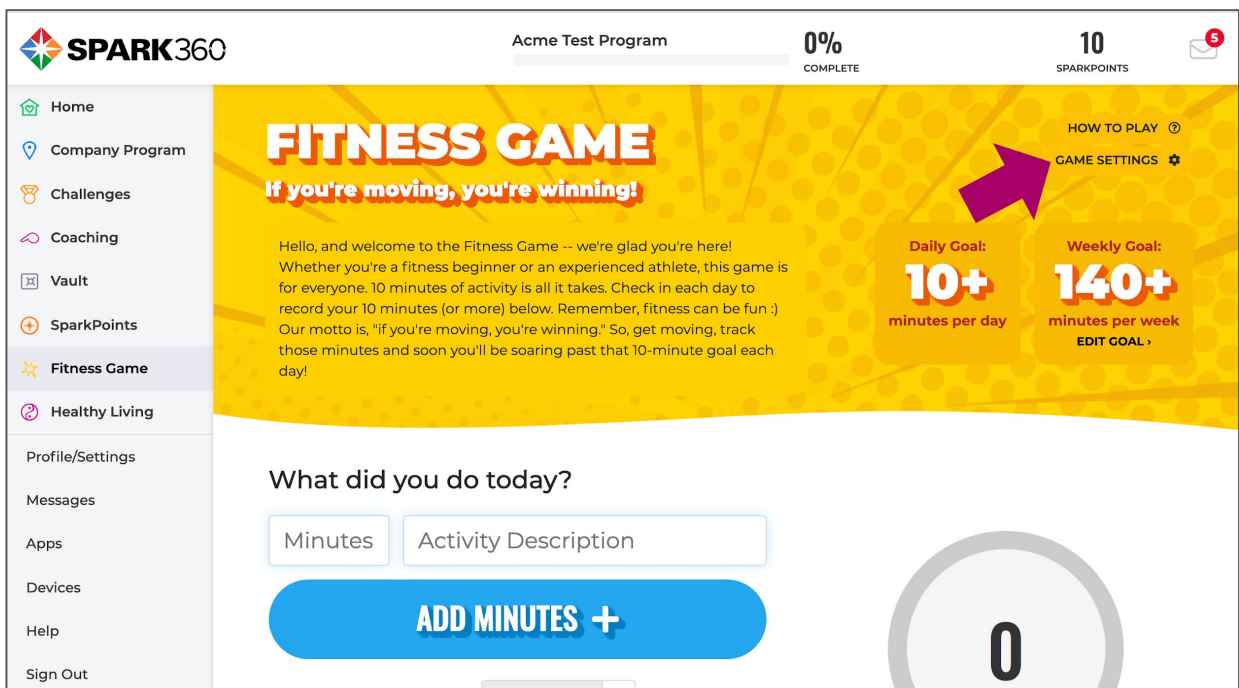 SPARK360
Acme Test Program
0%
COMPLETE
10
SPARKPOINTS
5
Home
Company Program
Challenges
Coaching
Vault
SparkPoints
Fitness Game
Healthy Living
Profile/Settings
Messages
Apps
Devices
Help
Sign Out
FITNESS GAME
If you're moving, you're winning!
HOW TO PLAY ?
GAME SETTINGS
Hello, and welcome to the Fitness Game -- we're glad you're here!
Whether you're a fitness beginner or an experienced athlete, this game is
for everyone. 10 minutes of activity is all it takes. Check in each day to
record your 10 minutes (or more) below. Remember, fitness can be fun :)
Our motto is, "if you're moving, you're winning." So, get moving, track
those minutes and soon you'll be soaring past that 10-minute goal each
day!
Daily Goal:
10+
minutes per day
Weekly Goal:
140+
minutes per week
EDIT GOAL ›
What did you do today?
Minutes
Activity Description
ADD MINUTES +
0